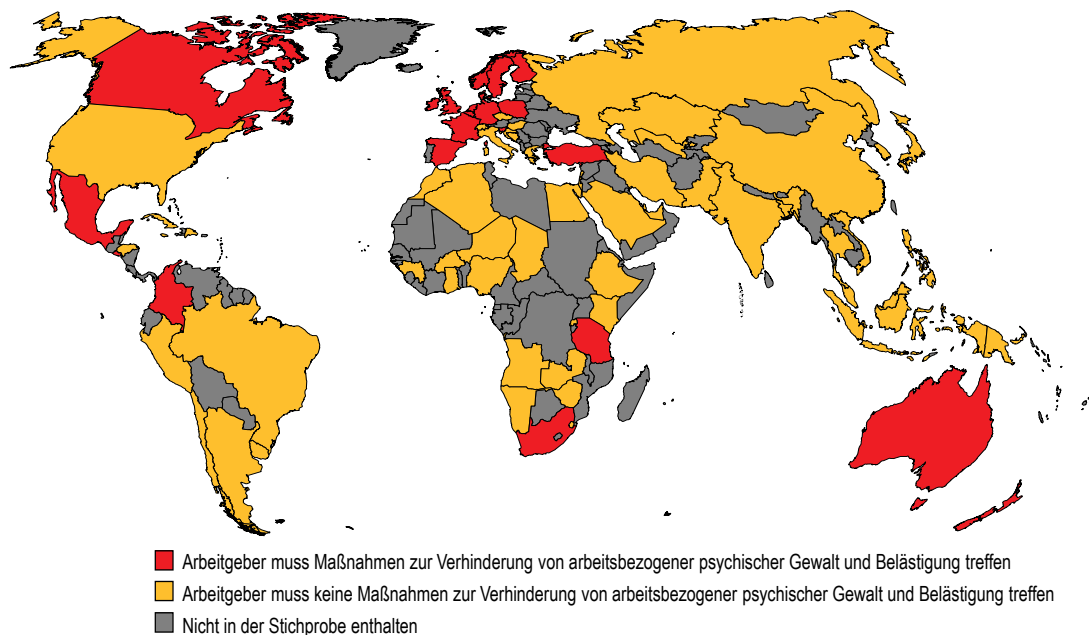 Arbeitgeber muss Maßnahmen zur Verhinderung von arbeitsbezogener psychischer Gewalt und Belästigung treffen
Arbeitgeber muss keine Maßnahmen zur Verhinderung von arbeitsbezogener psychischer Gewalt und Belästigung treffen
Nicht in der Stichprobe enthalten